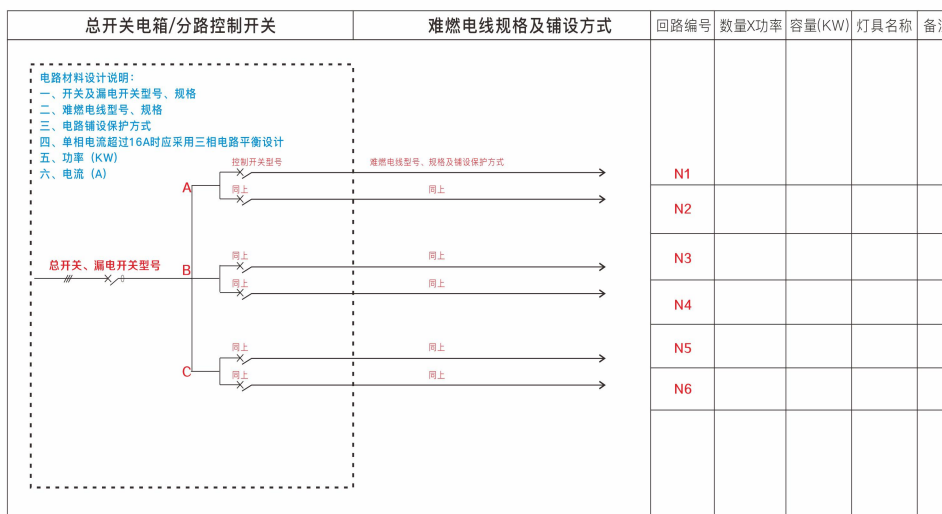 总开关电箱/分路控制开关
难燃电线规格及铺设方式
回路编号
数量X功率
容量(KW)
灯具名称
电路材料设计说明：
一、开关及漏电开关型号、规格
二、难燃电线型号、规格
三、电路铺设保护方式
四、单相电流超过16A时应采用三相电路平衡设计
五、功率（KW）
六、电流（A）
控制开关型号
难燃电线型号、规格及铺设保护方式
N1
A
同上
同上
N2
同上
同上
N3
总开关、漏电开关型号
B
同上
同上
N4
同上
同上
N5
C
同上
同上
N6